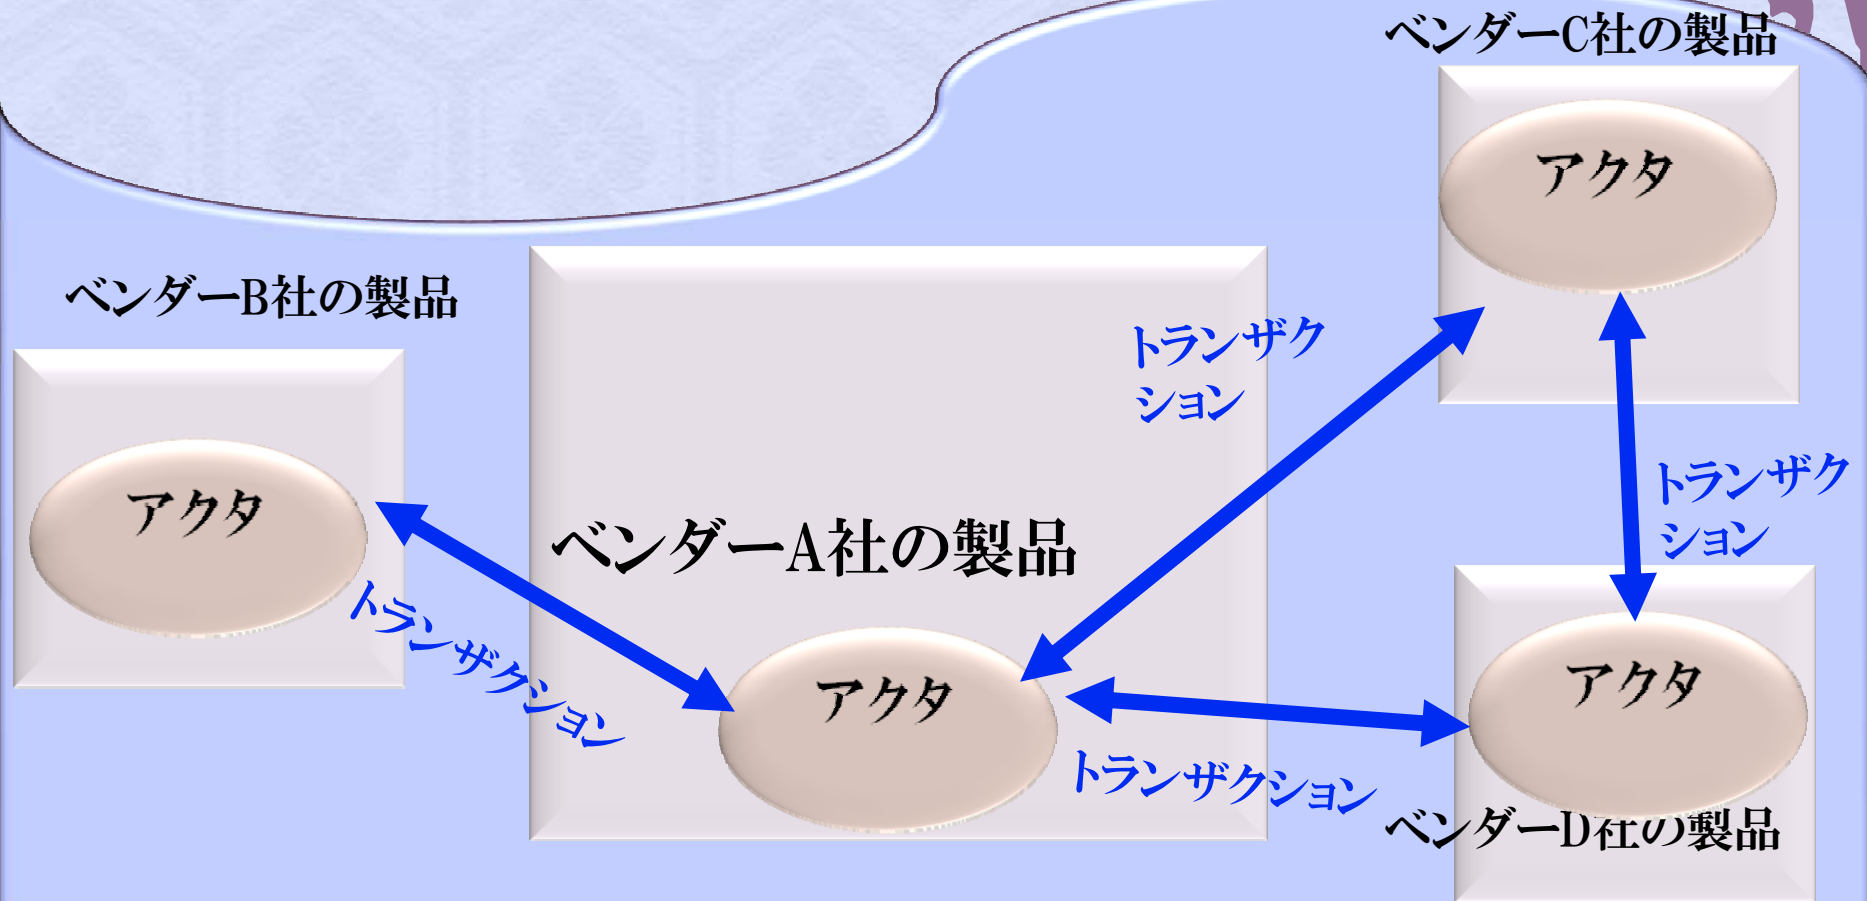 ベンダーC社の製品
アクタ
ベンダーB社の製品
トランザク
ション
トランザク
ション
アクタ
ベンダーA社の製品
トランザクション
アクタ
アクタ
トランザクション
ベンダーD社の製品